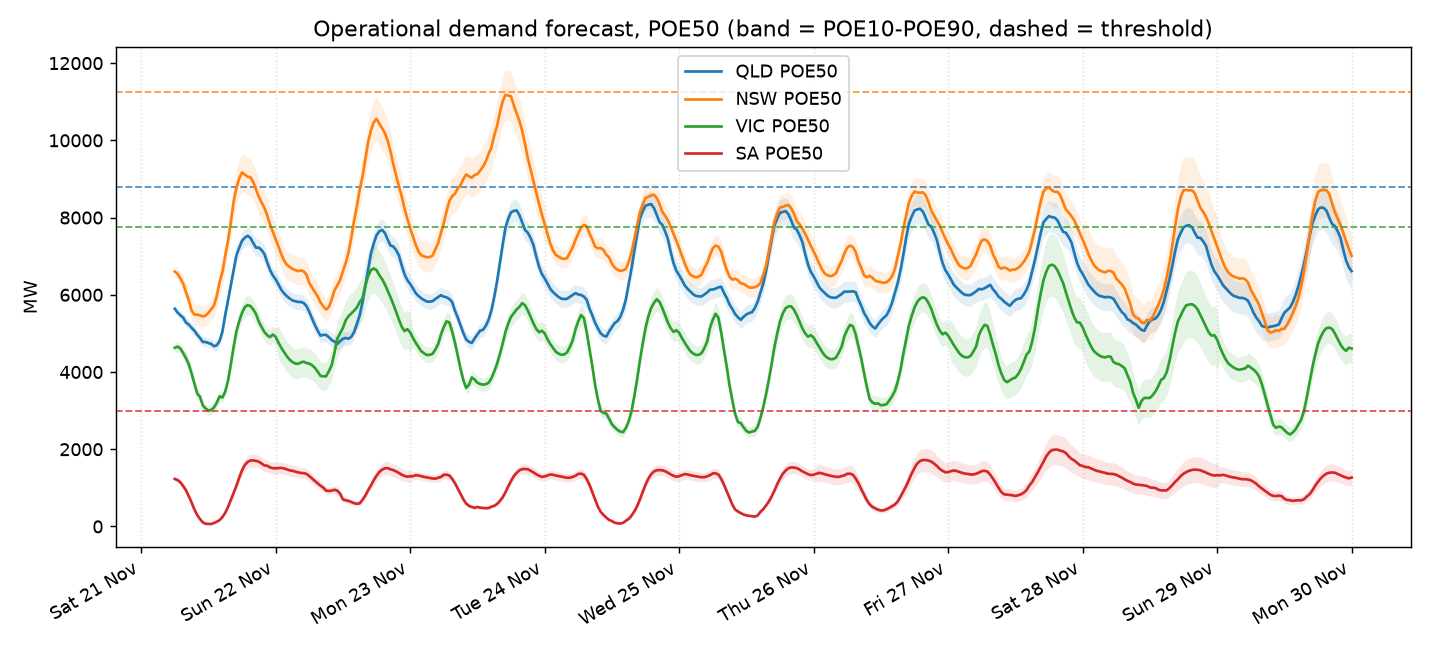 Operational demand forecast, POE50 (band = POE10-POE90, dashed = threshold)
12000
10000
8000
6000
4000
2000
0
MW
QLD POE50
NSW POE50
VIC POE50
SA POE50
Sat 21 Nov
Sun 22 Nov
Mon 23 Nov
Tue 24 Nov
Wed 25 Nov
Thu 26 Nov
Fri 27 Nov
Sat 28 Nov
Sun 29 Nov
Mon 30 Nov